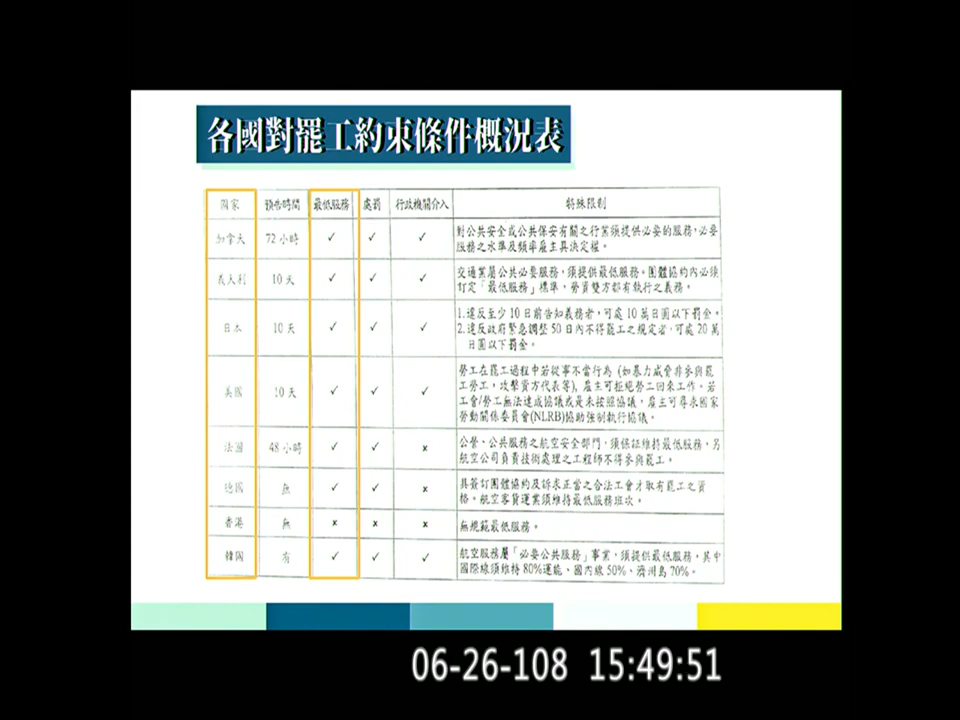 各國對罷工約束條件概況表
國家 預告時間 最低服務 處罰 行政機關介入 特殊限制
加拿大 72小時 ✓ ✓ ✓ 對公共安全或公共保安有關之行業須提供必要的服務,必要
服務之水準及頻率雇主具決定權。
義大利 10天 ✓ ✓ ✓ 交通業屬公共必要服務,須提供最低服務。團體協約內必須
訂定「最低服務」標準,勞資雙方都有執行之義務。
日本 10天 ✓ ✓ ✓ 1.違反至少10日前告知義務者,可處10萬日圓以下罰金。
2.違反政府緊急調整50日內不得罷工之規定者,可處20萬
日圓以下罰金。
美國 10天 ✓ ✓ ✓ 勞工在罷工過程中若從事不當行為(如暴力威脅非參與罷
工勞工,攻擊資方代表等),雇主可拒絕勞工回來工作。若
工會/勞工無法達成協議或是未按照協議,雇主可尋求國家
勞動關係委員會(NLRB)協助強制執行協議。
法國 48小時 ✓ ✓ x 公營、公共服務之航空安全部門,須保証維持最低服務,另
航空公司負責技術處理之工程師不得參與罷工。
德國 無 ✓ ✓ x 具簽訂團體協約及訴求正當之合法工會才取有罷工之資
格。航空客貨運業須維持最低服務班次。
香港 無 x x x 無規範最低服務。
韓國 有 ✓ ✓ ✓ 航空服務屬「必要公共服務」事業,須提供最低服務,其中
國際線須維持80%運能、國內線50%、濟州島70%。
06-26-108 15:49:51